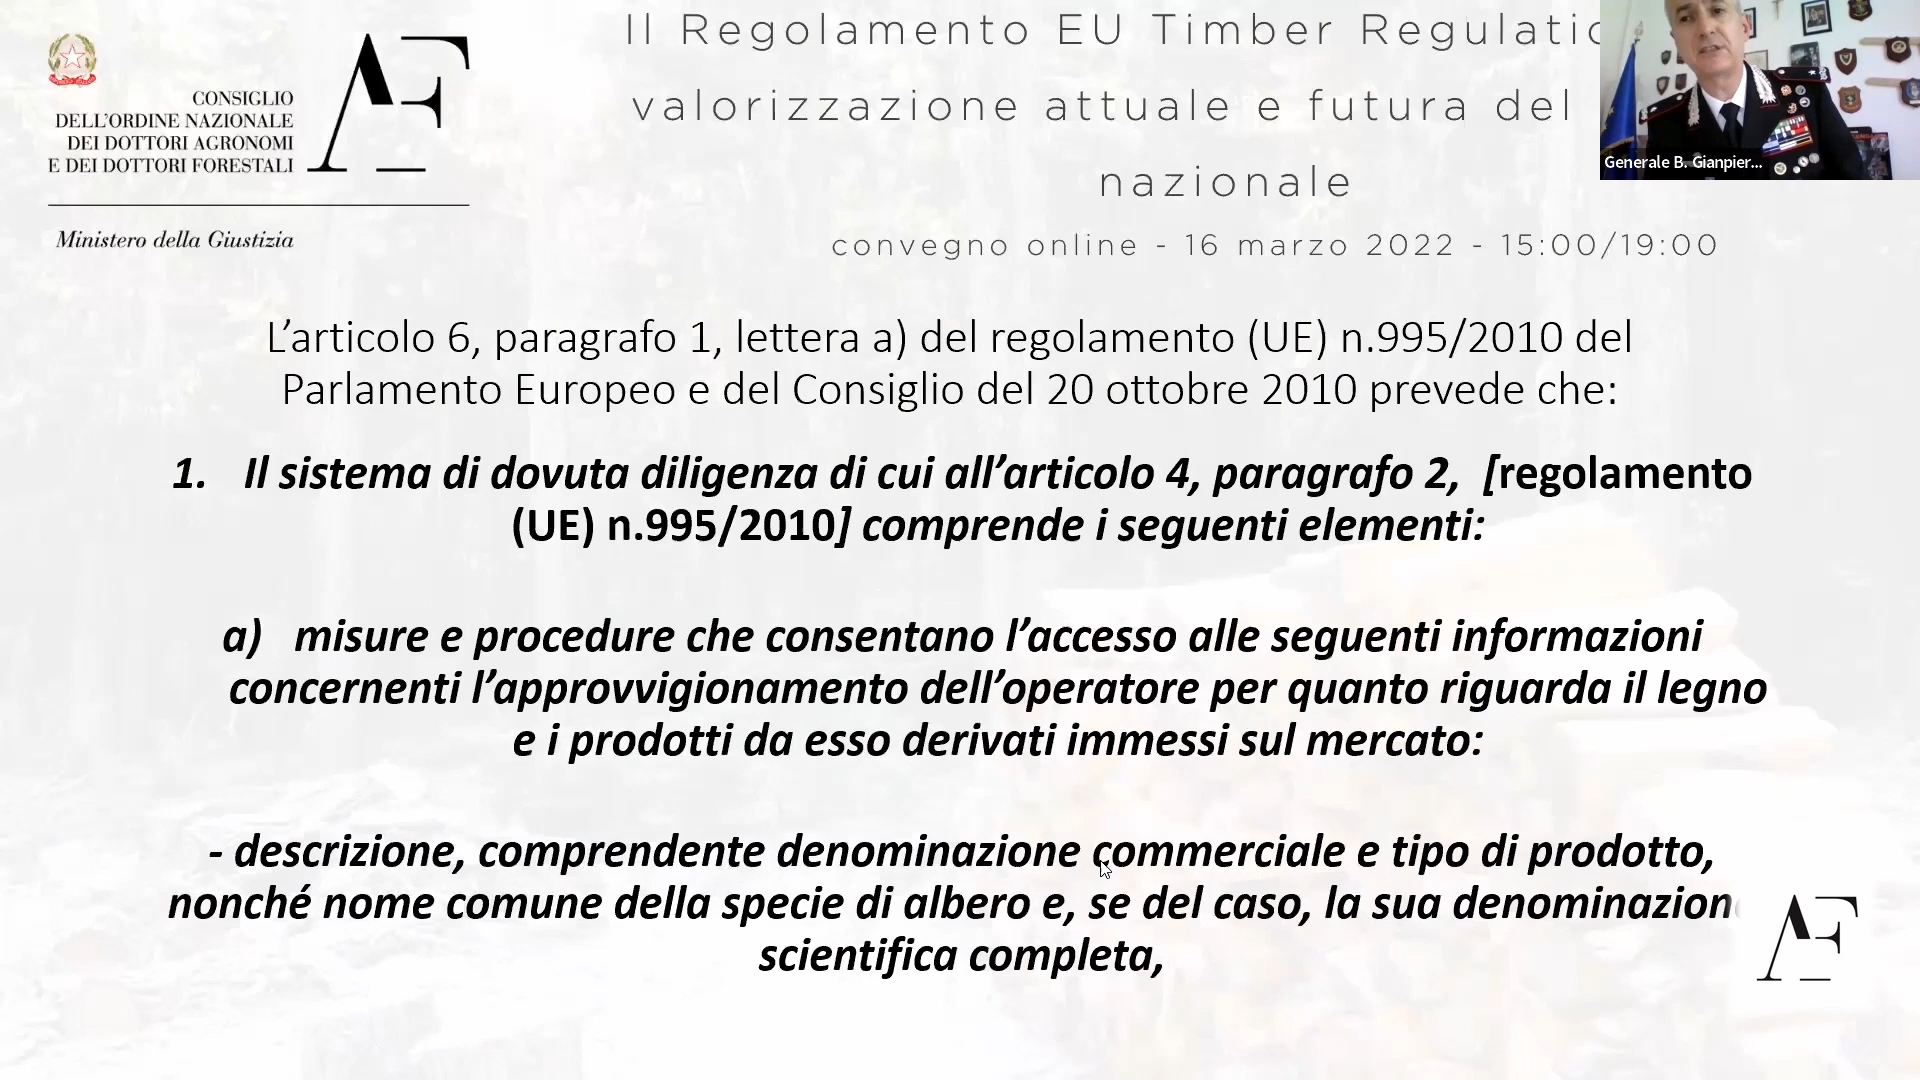 Il Regolamento EU Timber Regulatio
valorizzazione attuale e futura del
nazionale
convegno online - 16 marzo 2022 - 15:00/19:00
CONSIGLIO
DELL'ORDINE NAZIONALE
DEI DOTTORI AGRONOMI
E DEI DOTTORI FORESTALI
AF
Ministero della Giustizia
Generale B. Gianpier...
L'articolo 6, paragrafo 1, lettera a) del regolamento (UE) n.995/2010 del
Parlamento Europeo e del Consiglio del 20 ottobre 2010 prevede che:
1. Il sistema di dovuta diligenza di cui all'articolo 4, paragrafo 2, [regolamento
(UE) n.995/2010] comprende i seguenti elementi:
a) misure e procedure che consentano l'accesso alle seguenti informazioni
concernenti l'approvvigionamento dell'operatore per quanto riguarda il legno
e i prodotti da esso derivati immessi sul mercato:
- descrizione, comprendente denominazione commerciale e tipo di prodotto,
nonché nome comune della specie di albero e, se del caso, la sua denominazion
scientifica completa,
AF